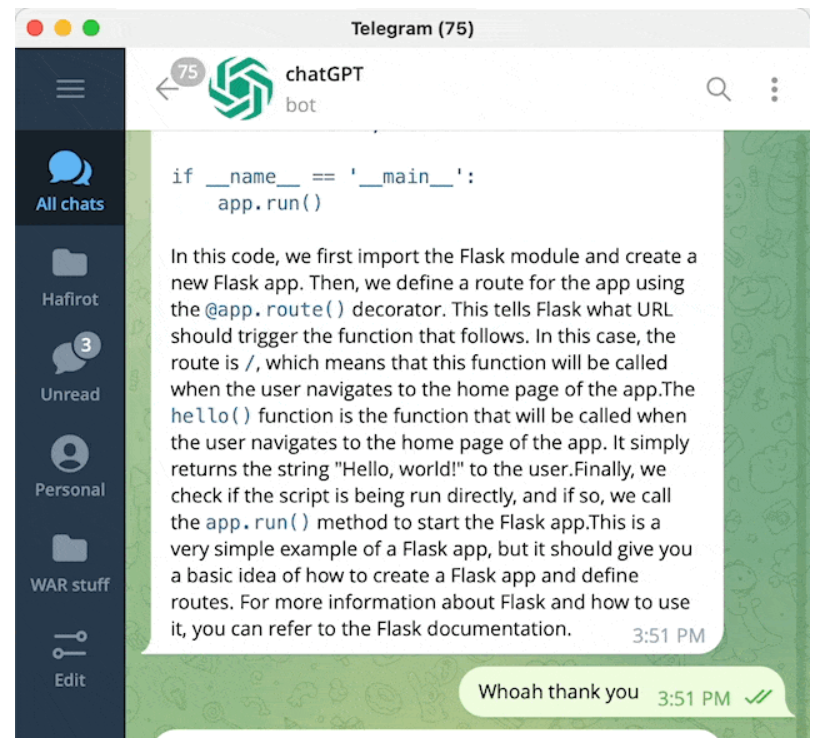 Telegram (75)
75
chatGPT
bot
All chats
Hafirot
3
Unread
Personal
WAR stuff
Edit
if __name__ == '__main__':
    app.run()
In this code, we first import the Flask module and create a
new Flask app. Then, we define a route for the app using
the @app.route() decorator. This tells Flask what URL
should trigger the function that follows. In this case, the
route is /, which means that this function will be called
when the user navigates to the home page of the app.The
hello() function is the function that will be called when
the user navigates to the home page of the app. It simply
returns the string "Hello, world!" to the user.Finally, we
check if the script is being run directly, and if so, we call
the app.run() method to start the Flask app.This is a
very simple example of a Flask app, but it should give you
a basic idea of how to create a Flask app and define
routes. For more information about Flask and how to use
it, you can refer to the Flask documentation.
3:51 PM
Whoah thank you
3:51 PM